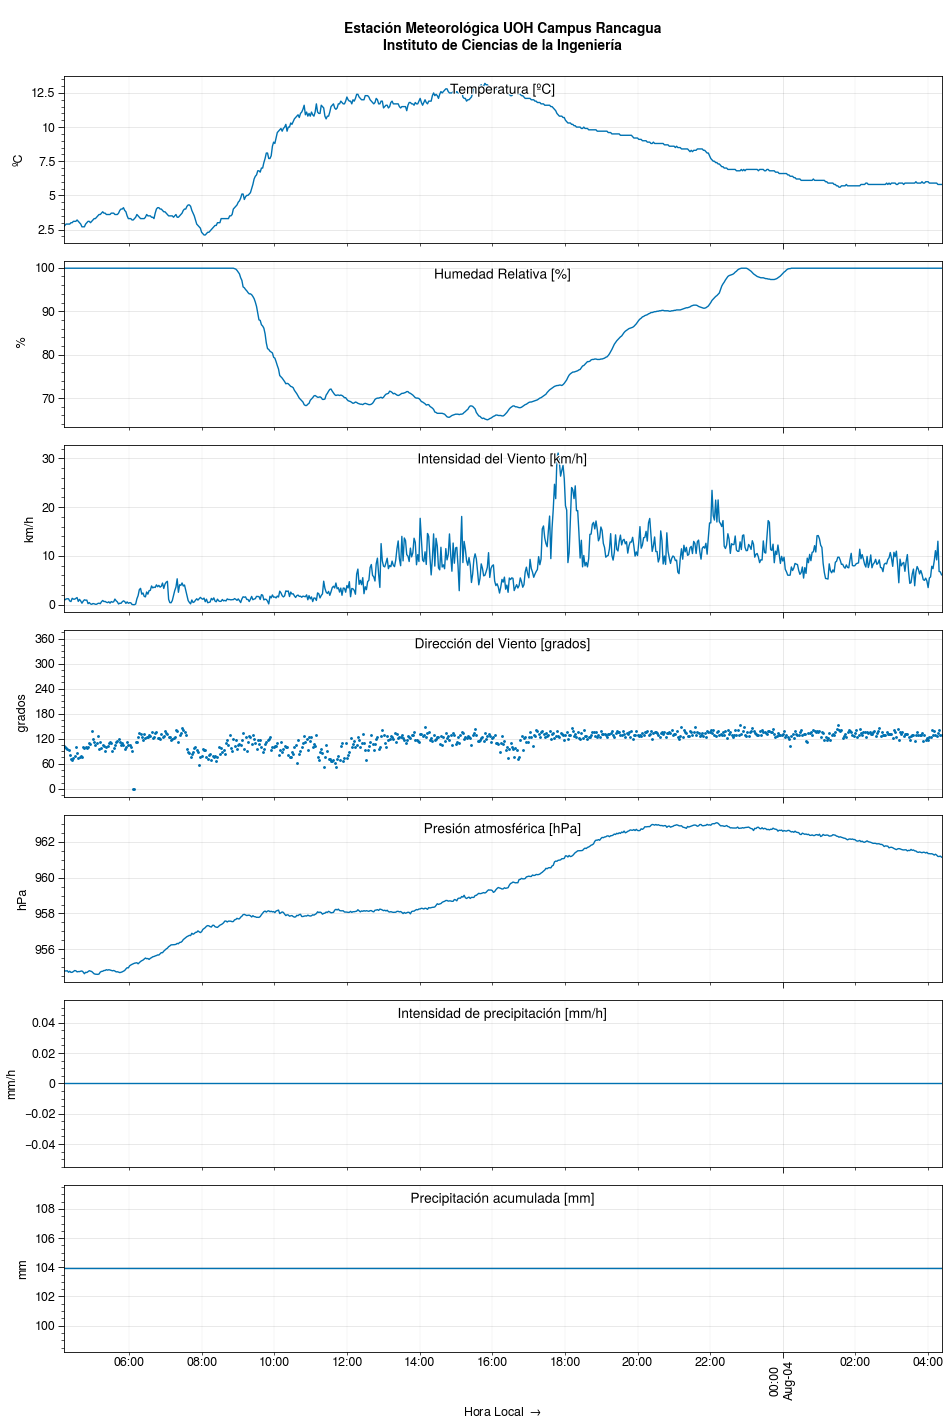 Estación Meteorológica UOH Campus Rancagua
Instituto de Ciencias de la Ingeniería
Temperatura [ºC]
ºC
12.5
10
7.5
5
2.5
Humedad Relativa [%]
%
100
90
80
70
Intensidad del Viento [km/h]
km/h
30
20
10
0
Dirección del Viento [grados]
grados
360
300
240
180
120
60
0
Presión atmosférica [hPa]
hPa
962
960
958
956
Intensidad de precipitación [mm/h]
mm/h
0.04
0.02
0
−0.02
−0.04
Precipitación acumulada [mm]
mm
108
106
104
102
100
06:00 08:00 10:00 12:00 14:00 16:00 18:00 20:00 22:00 00:00 02:00 04:00
Aug-04
Hora Local →